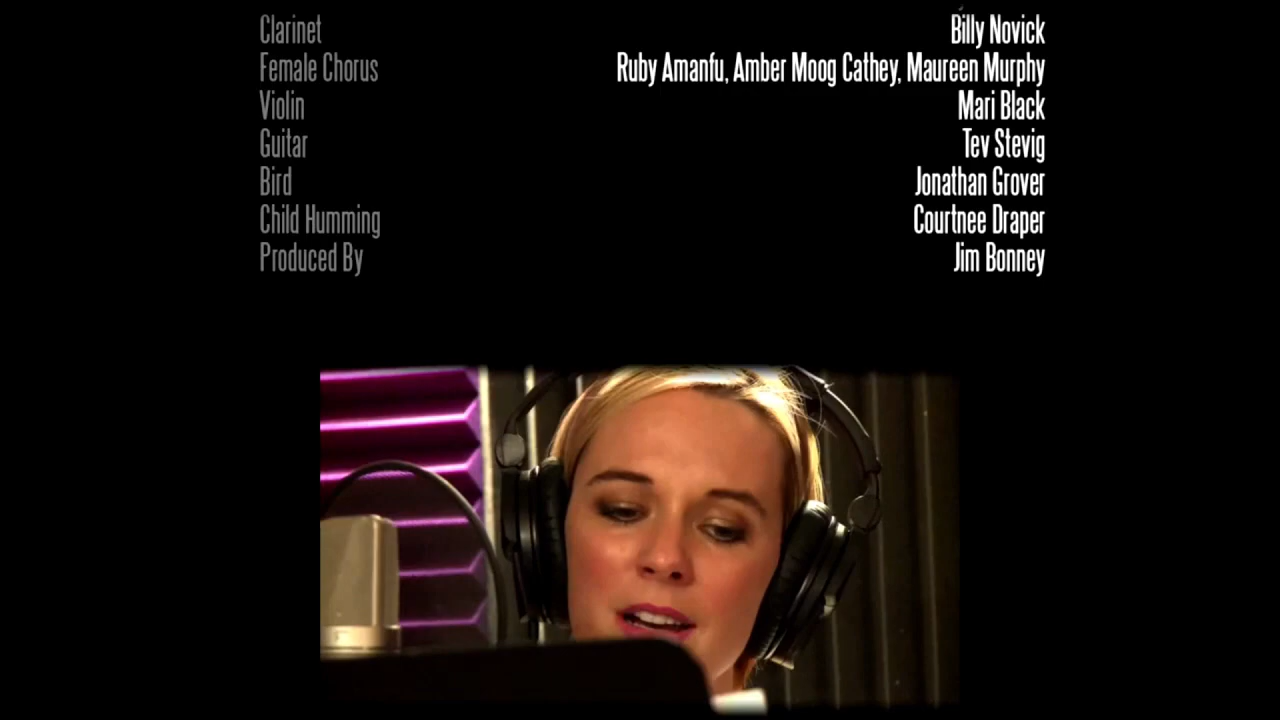 Clarinet Billy Novick
Female Chorus Ruby Amanfu, Amber Moog Cathey, Maureen Murphy
Violin Mari Black
Guitar Tev Stevig
Bird Jonathan Grover
Child Humming Courtnee Draper
Produced By Jim Bonney